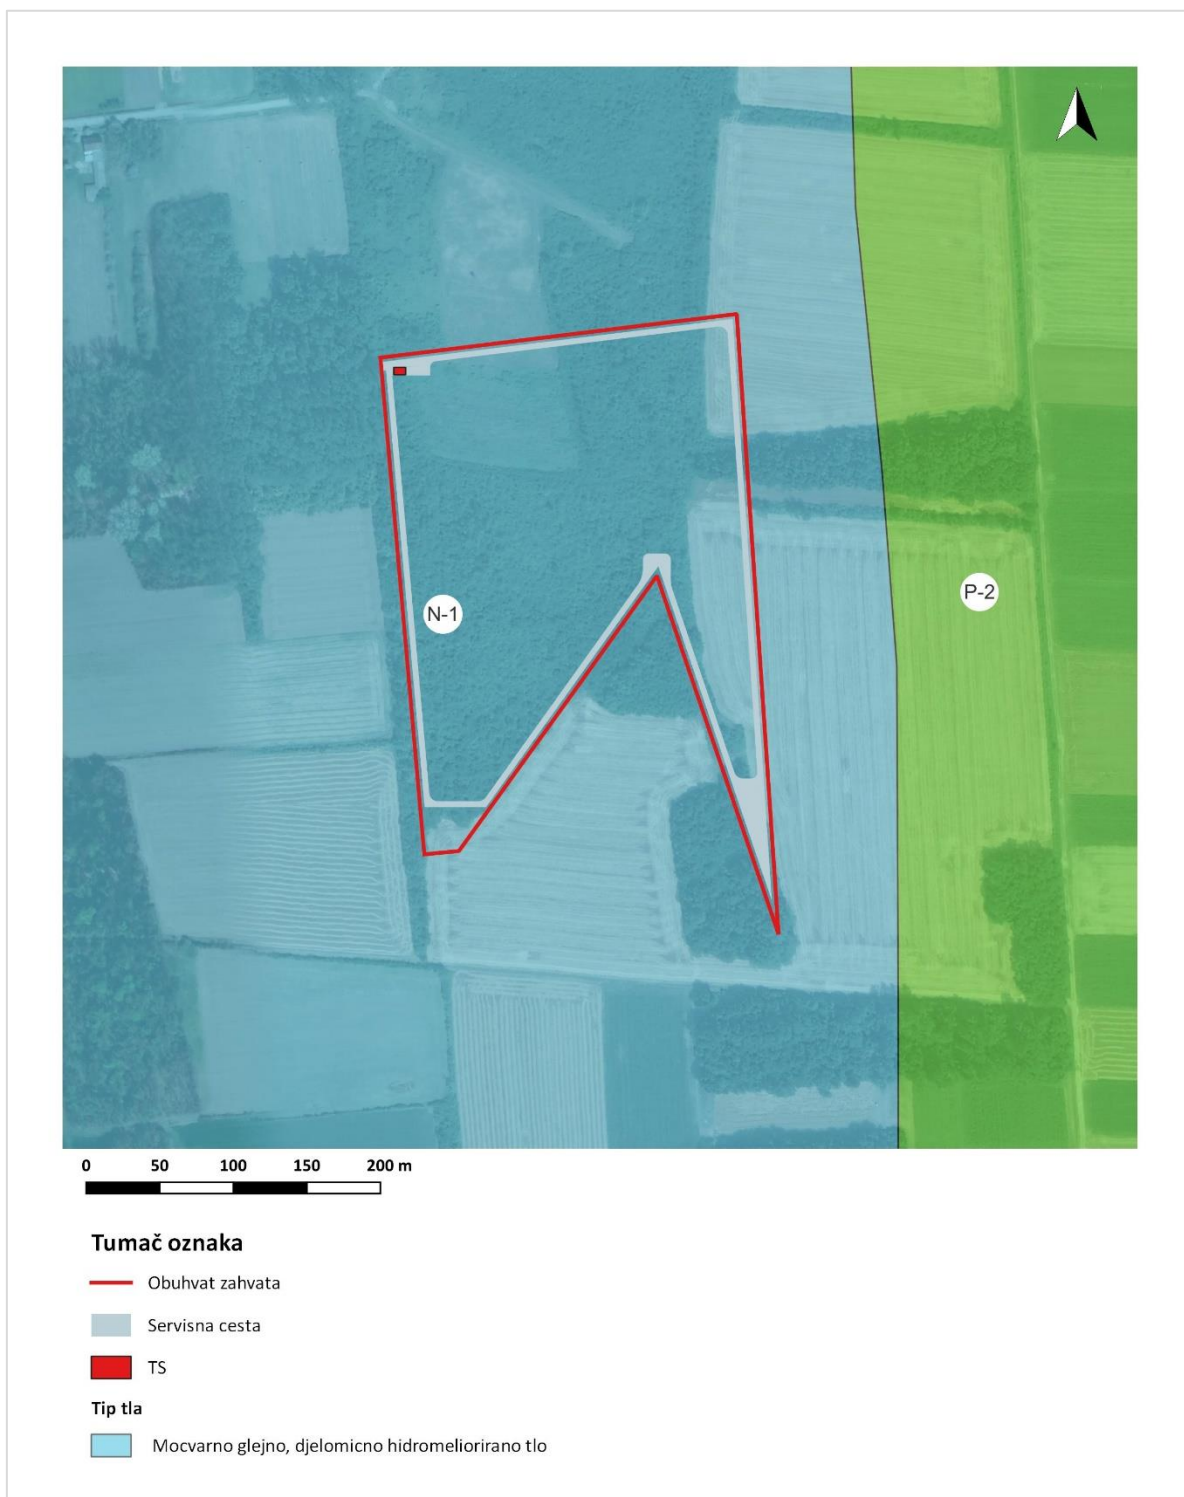 N-1
P-2
0 50 100 150 200 m
Tumač oznaka
Obuhvat zahvata
Servisna cesta
TS
Tip tla
Mocvarno glejno, djelomicno hidromeliorirano tlo